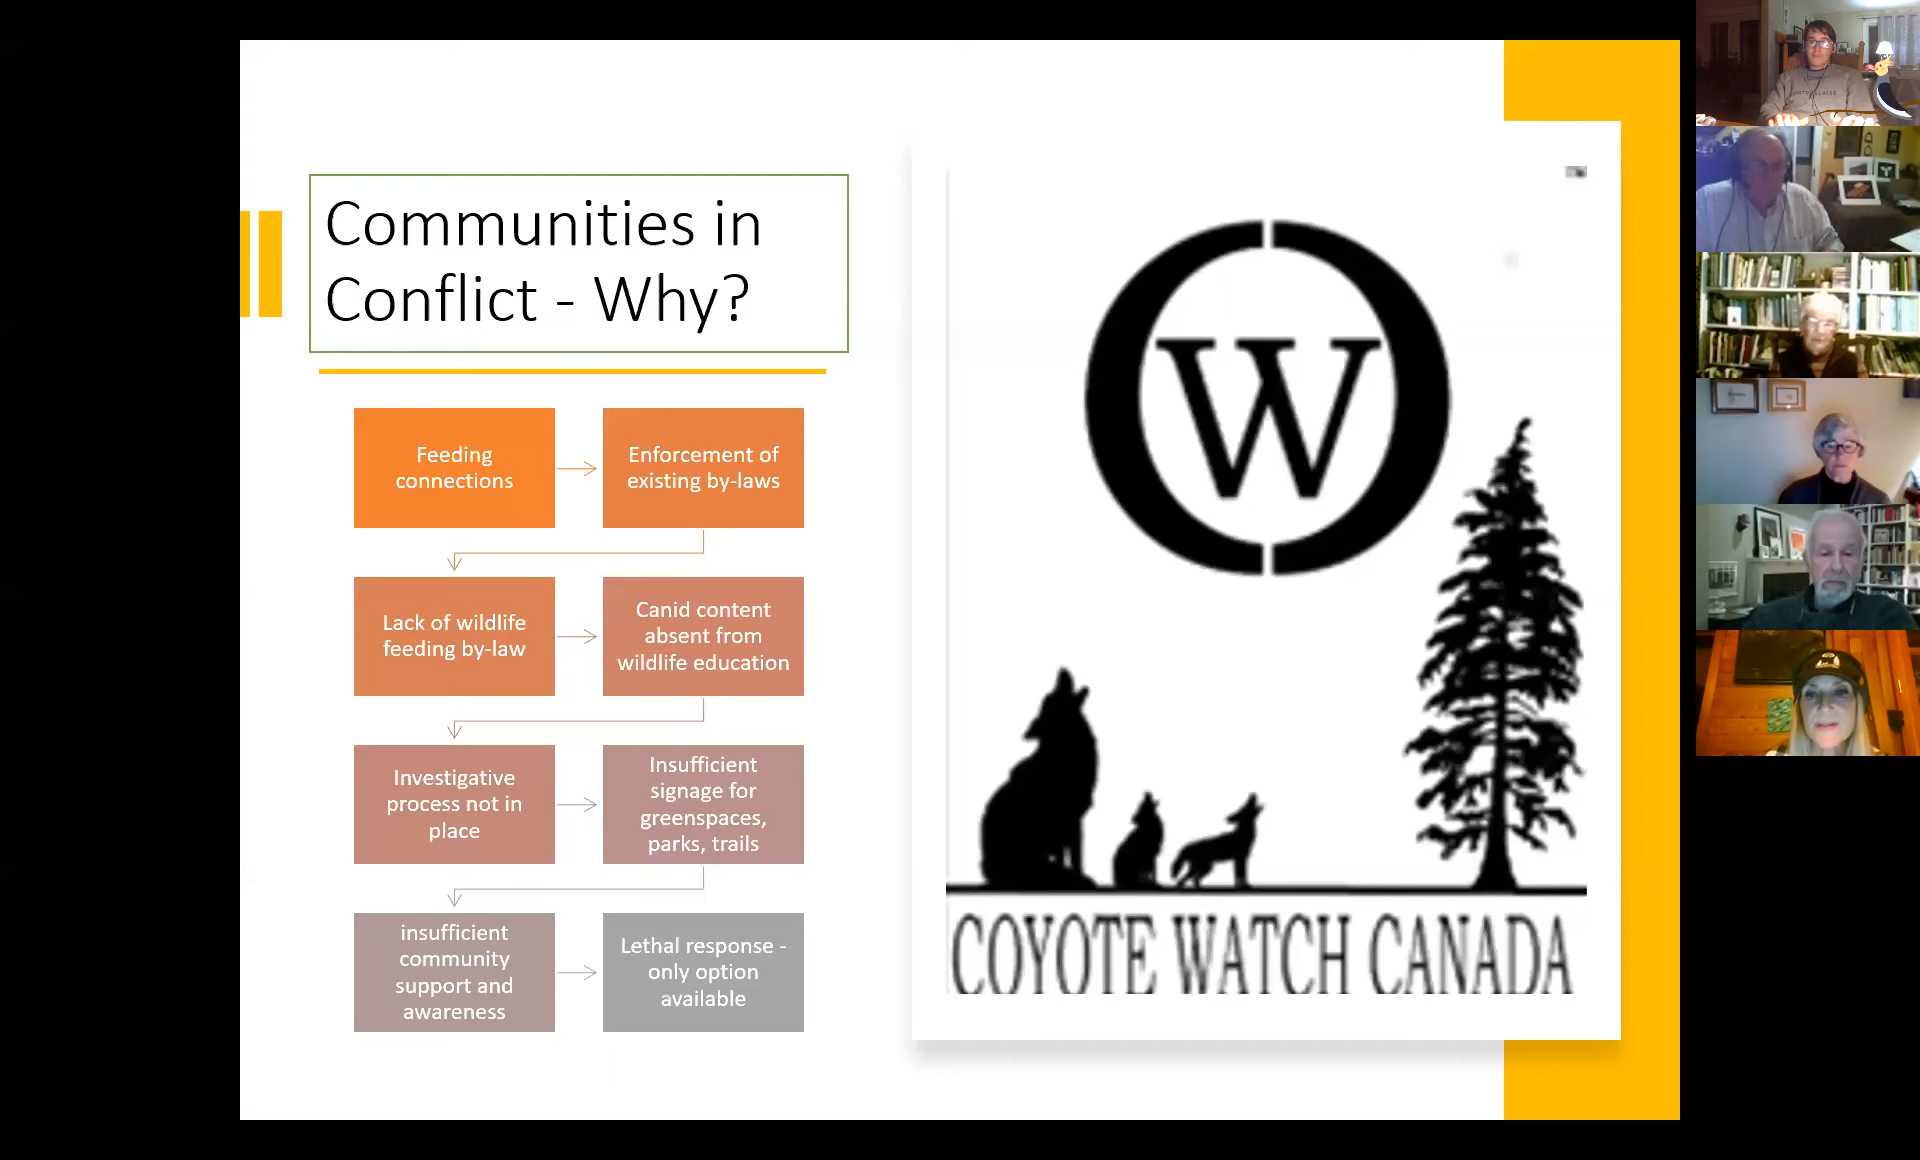 Communities in
Conflict - Why?
Feeding
connections
Enforcement of
existing by-laws
Lack of wildlife
feeding by-law
Canid content
absent from
wildlife education
Investigative
process not in
place
Insufficient
signage for
greenspaces,
parks, trails
insufficient
community
support and
awareness
Lethal response -
only option
available
W
COYOTE WATCH CANADA